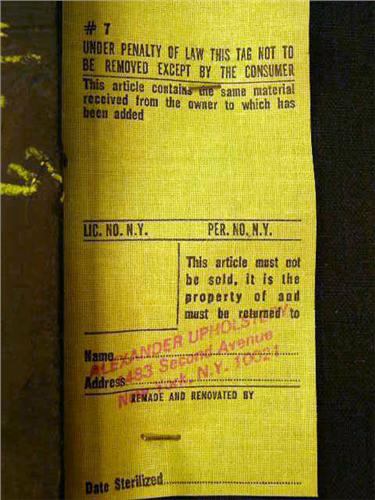 # 7
UNDER PENALTY OF LAW THIS TAG NOT TO
BE REMOVED EXCEPT BY THE CONSUMER
This article contains the same material
received from the owner to which has
been added
LIC. NO. N.Y. PER. NO. N.Y.
This article must not
be sold, it is the
property of and
must be returned to
ALEXANDER UPHOLSTERY
1483 Second Avenue
New York, N.Y. 10021
Name
Address
REMADE AND RENOVATED BY
Date Sterilized